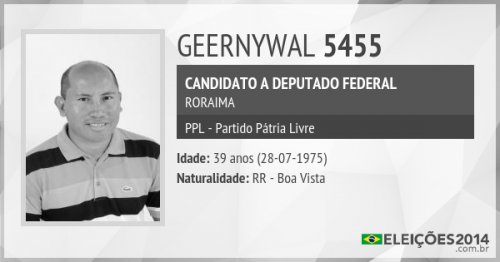 GEERNYWAL 5455
CANDIDATO A DEPUTADO FEDERAL
RORAIMA
PPL - Partido Pátria Livre
Idade: 39 anos (28-07-1975)
Naturalidade: RR - Boa Vista
ELEIÇÕES2014
.com.br